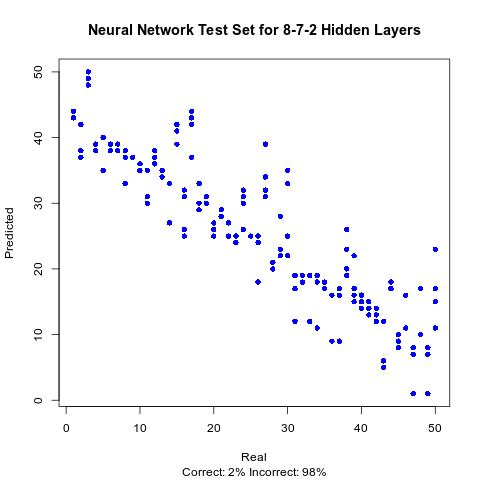 Neural Network Test Set for 8-7-2 Hidden Layers
Predicted
50
40
30
20
10
0
0 10 20 30 40 50
Real
Correct: 2% Incorrect: 98%